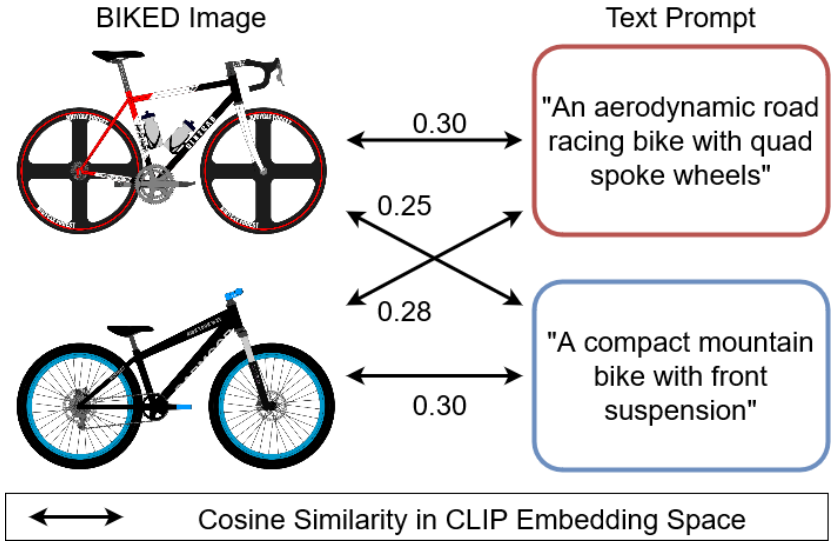 BIKED Image
Text Prompt
0.30
"An aerodynamic road
racing bike with quad
spoke wheels"
0.25
0.28
"A compact mountain
bike with front
suspension"
0.30
Cosine Similarity in CLIP Embedding Space